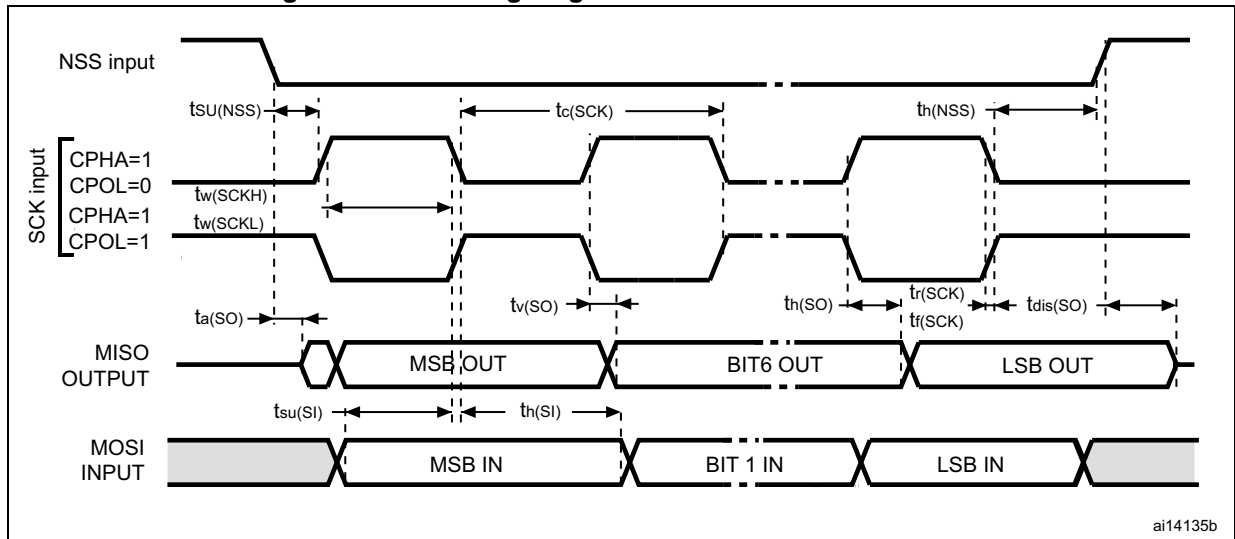 NSS input
tSU(NSS)
tc(SCK)
th(NSS)
SCK input
CPHA=1
CPOL=0
tw(SCKH)
CPHA=1
tw(SCKL)
CPOL=1
ta(SO)
tv(SO)
th(SO)
tr(SCK)
tf(SCK)
tdis(SO)
MISO
OUTPUT
MSB OUT
BIT6 OUT
LSB OUT
tsu(SI)
th(SI)
MOSI
INPUT
MSB IN
BIT 1 IN
LSB IN
ai14135b